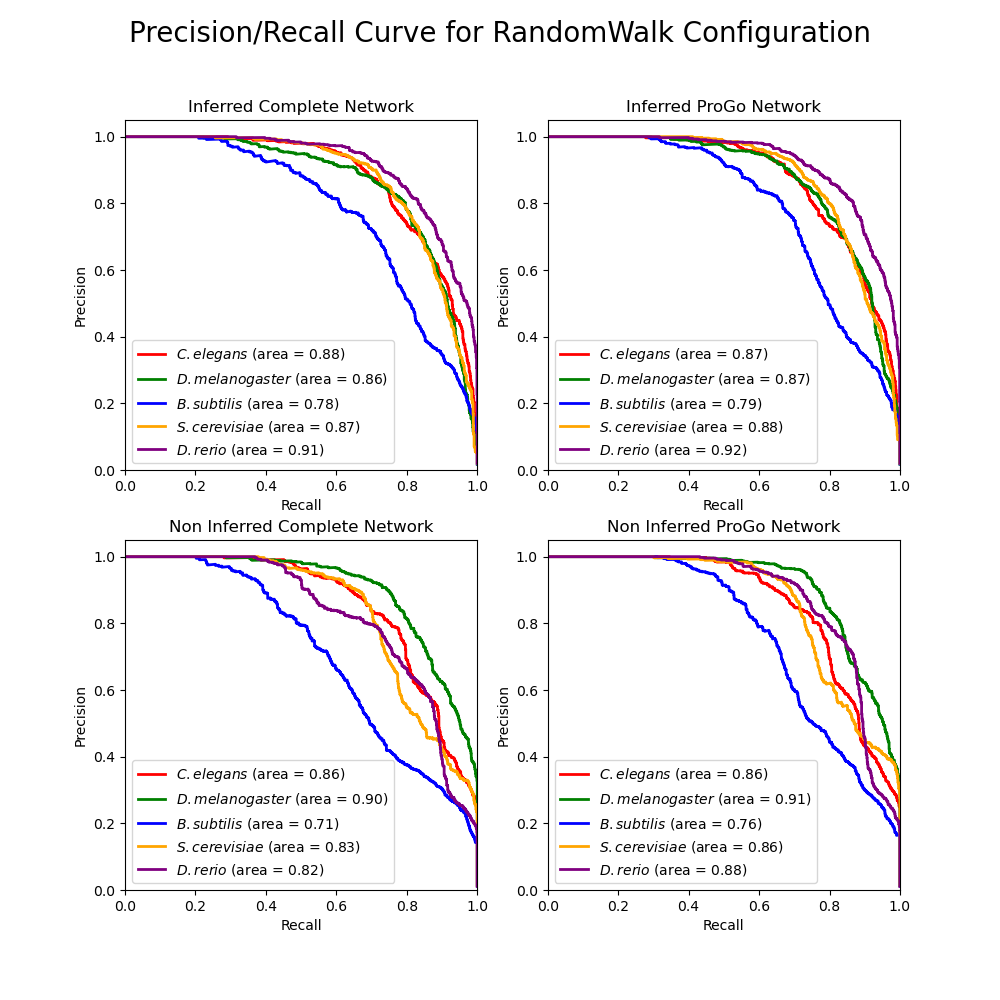 Precision/Recall Curve for RandomWalk Configuration
Inferred Complete Network
1.0
0.8
0.6
0.4
0.2
0.0
Precision
C.elegans (area = 0.88)
D.melanogaster (area = 0.86)
B.subtilis (area = 0.78)
S.cerevisiae (area = 0.87)
D.rerio (area = 0.91)
0.0 0.2 0.4 0.6 0.8 1.0
Recall
Inferred ProGo Network
1.0
0.8
0.6
0.4
0.2
0.0
Precision
C.elegans (area = 0.87)
D.melanogaster (area = 0.87)
B.subtilis (area = 0.79)
S.cerevisiae (area = 0.88)
D.rerio (area = 0.92)
0.0 0.2 0.4 0.6 0.8 1.0
Recall
Non Inferred Complete Network
1.0
0.8
0.6
0.4
0.2
0.0
Precision
C.elegans (area = 0.86)
D.melanogaster (area = 0.90)
B.subtilis (area = 0.71)
S.cerevisiae (area = 0.83)
D.rerio (area = 0.82)
0.0 0.2 0.4 0.6 0.8 1.0
Recall
Non Inferred ProGo Network
1.0
0.8
0.6
0.4
0.2
0.0
Precision
C.elegans (area = 0.86)
D.melanogaster (area = 0.91)
B.subtilis (area = 0.76)
S.cerevisiae (area = 0.86)
D.rerio (area = 0.88)
0.0 0.2 0.4 0.6 0.8 1.0
Recall